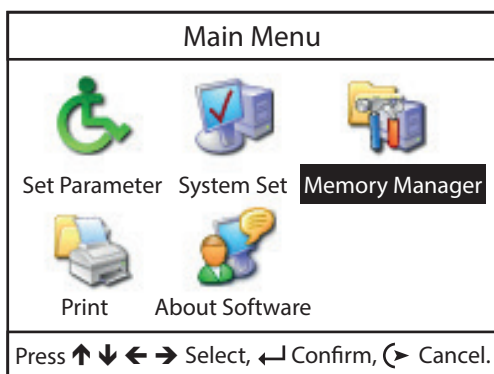 Main Menu
Set Parameter System Set Memory Manager
Print About Software
Press ↑ ↓ ← → Select, ↵ Confirm, (➤ Cancel.